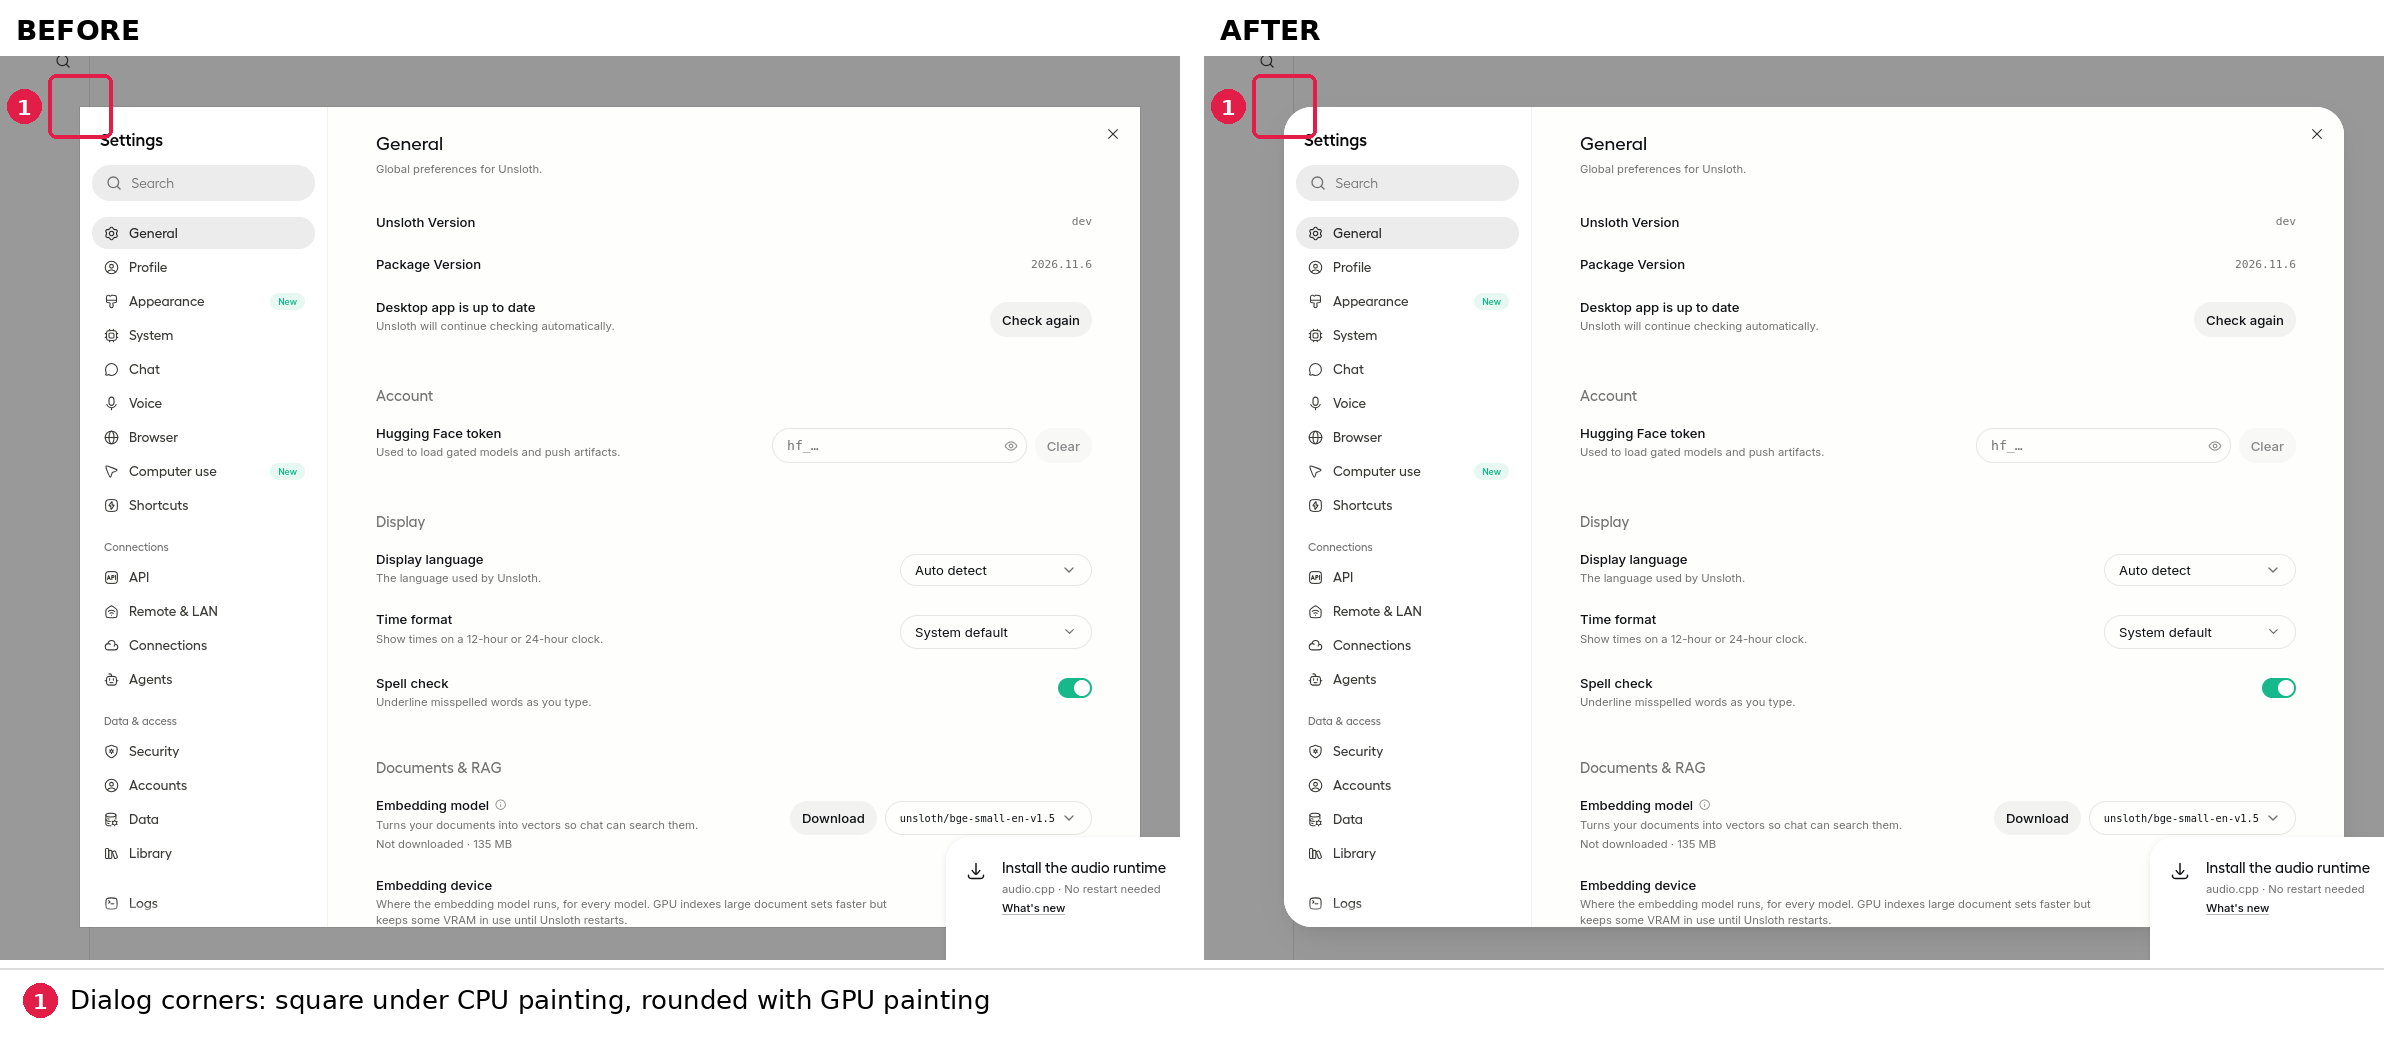 BEFORE
1
Settings
Search
General
Profile
Appearance New
System
Chat
Voice
Browser
Computer use New
Shortcuts
Connections
API
Remote & LAN
Connections
Agents
Data & access
Security
Accounts
Data
Library
Logs
General
Global preferences for Unsloth.
Unsloth Version dev
Package Version 2026.11.6
Desktop app is up to date
Unsloth will continue checking automatically.
Check again
Account
Hugging Face token
Used to load gated models and push artifacts.
hf_…
Clear
Display
Display language
The language used by Unsloth.
Auto detect
Time format
Show times on a 12-hour or 24-hour clock.
System default
Spell check
Underline misspelled words as you type.
Documents & RAG
Embedding model
Turns your documents into vectors so chat can search them.
Not downloaded · 135 MB
Download
unsloth/bge-small-en-v1.5
Embedding device
Where the embedding model runs, for every model. GPU indexes large document sets faster but
keeps some VRAM in use until Unsloth restarts.
Install the audio runtime
audio.cpp · No restart needed
What's new
AFTER
1
Settings
Search
General
Profile
Appearance New
System
Chat
Voice
Browser
Computer use New
Shortcuts
Connections
API
Remote & LAN
Connections
Agents
Data & access
Security
Accounts
Data
Library
Logs
General
Global preferences for Unsloth.
Unsloth Version dev
Package Version 2026.11.6
Desktop app is up to date
Unsloth will continue checking automatically.
Check again
Account
Hugging Face token
Used to load gated models and push artifacts.
hf_…
Clear
Display
Display language
The language used by Unsloth.
Auto detect
Time format
Show times on a 12-hour or 24-hour clock.
System default
Spell check
Underline misspelled words as you type.
Documents & RAG
Embedding model
Turns your documents into vectors so chat can search them.
Not downloaded · 135 MB
Download
unsloth/bge-small-en-v1.5
Embedding device
Where the embedding model runs, for every model. GPU indexes large document sets faster but
keeps some VRAM in use until Unsloth restarts.
Install the audio runtime
audio.cpp · No restart needed
What's new
1 Dialog corners: square under CPU painting, rounded with GPU painting